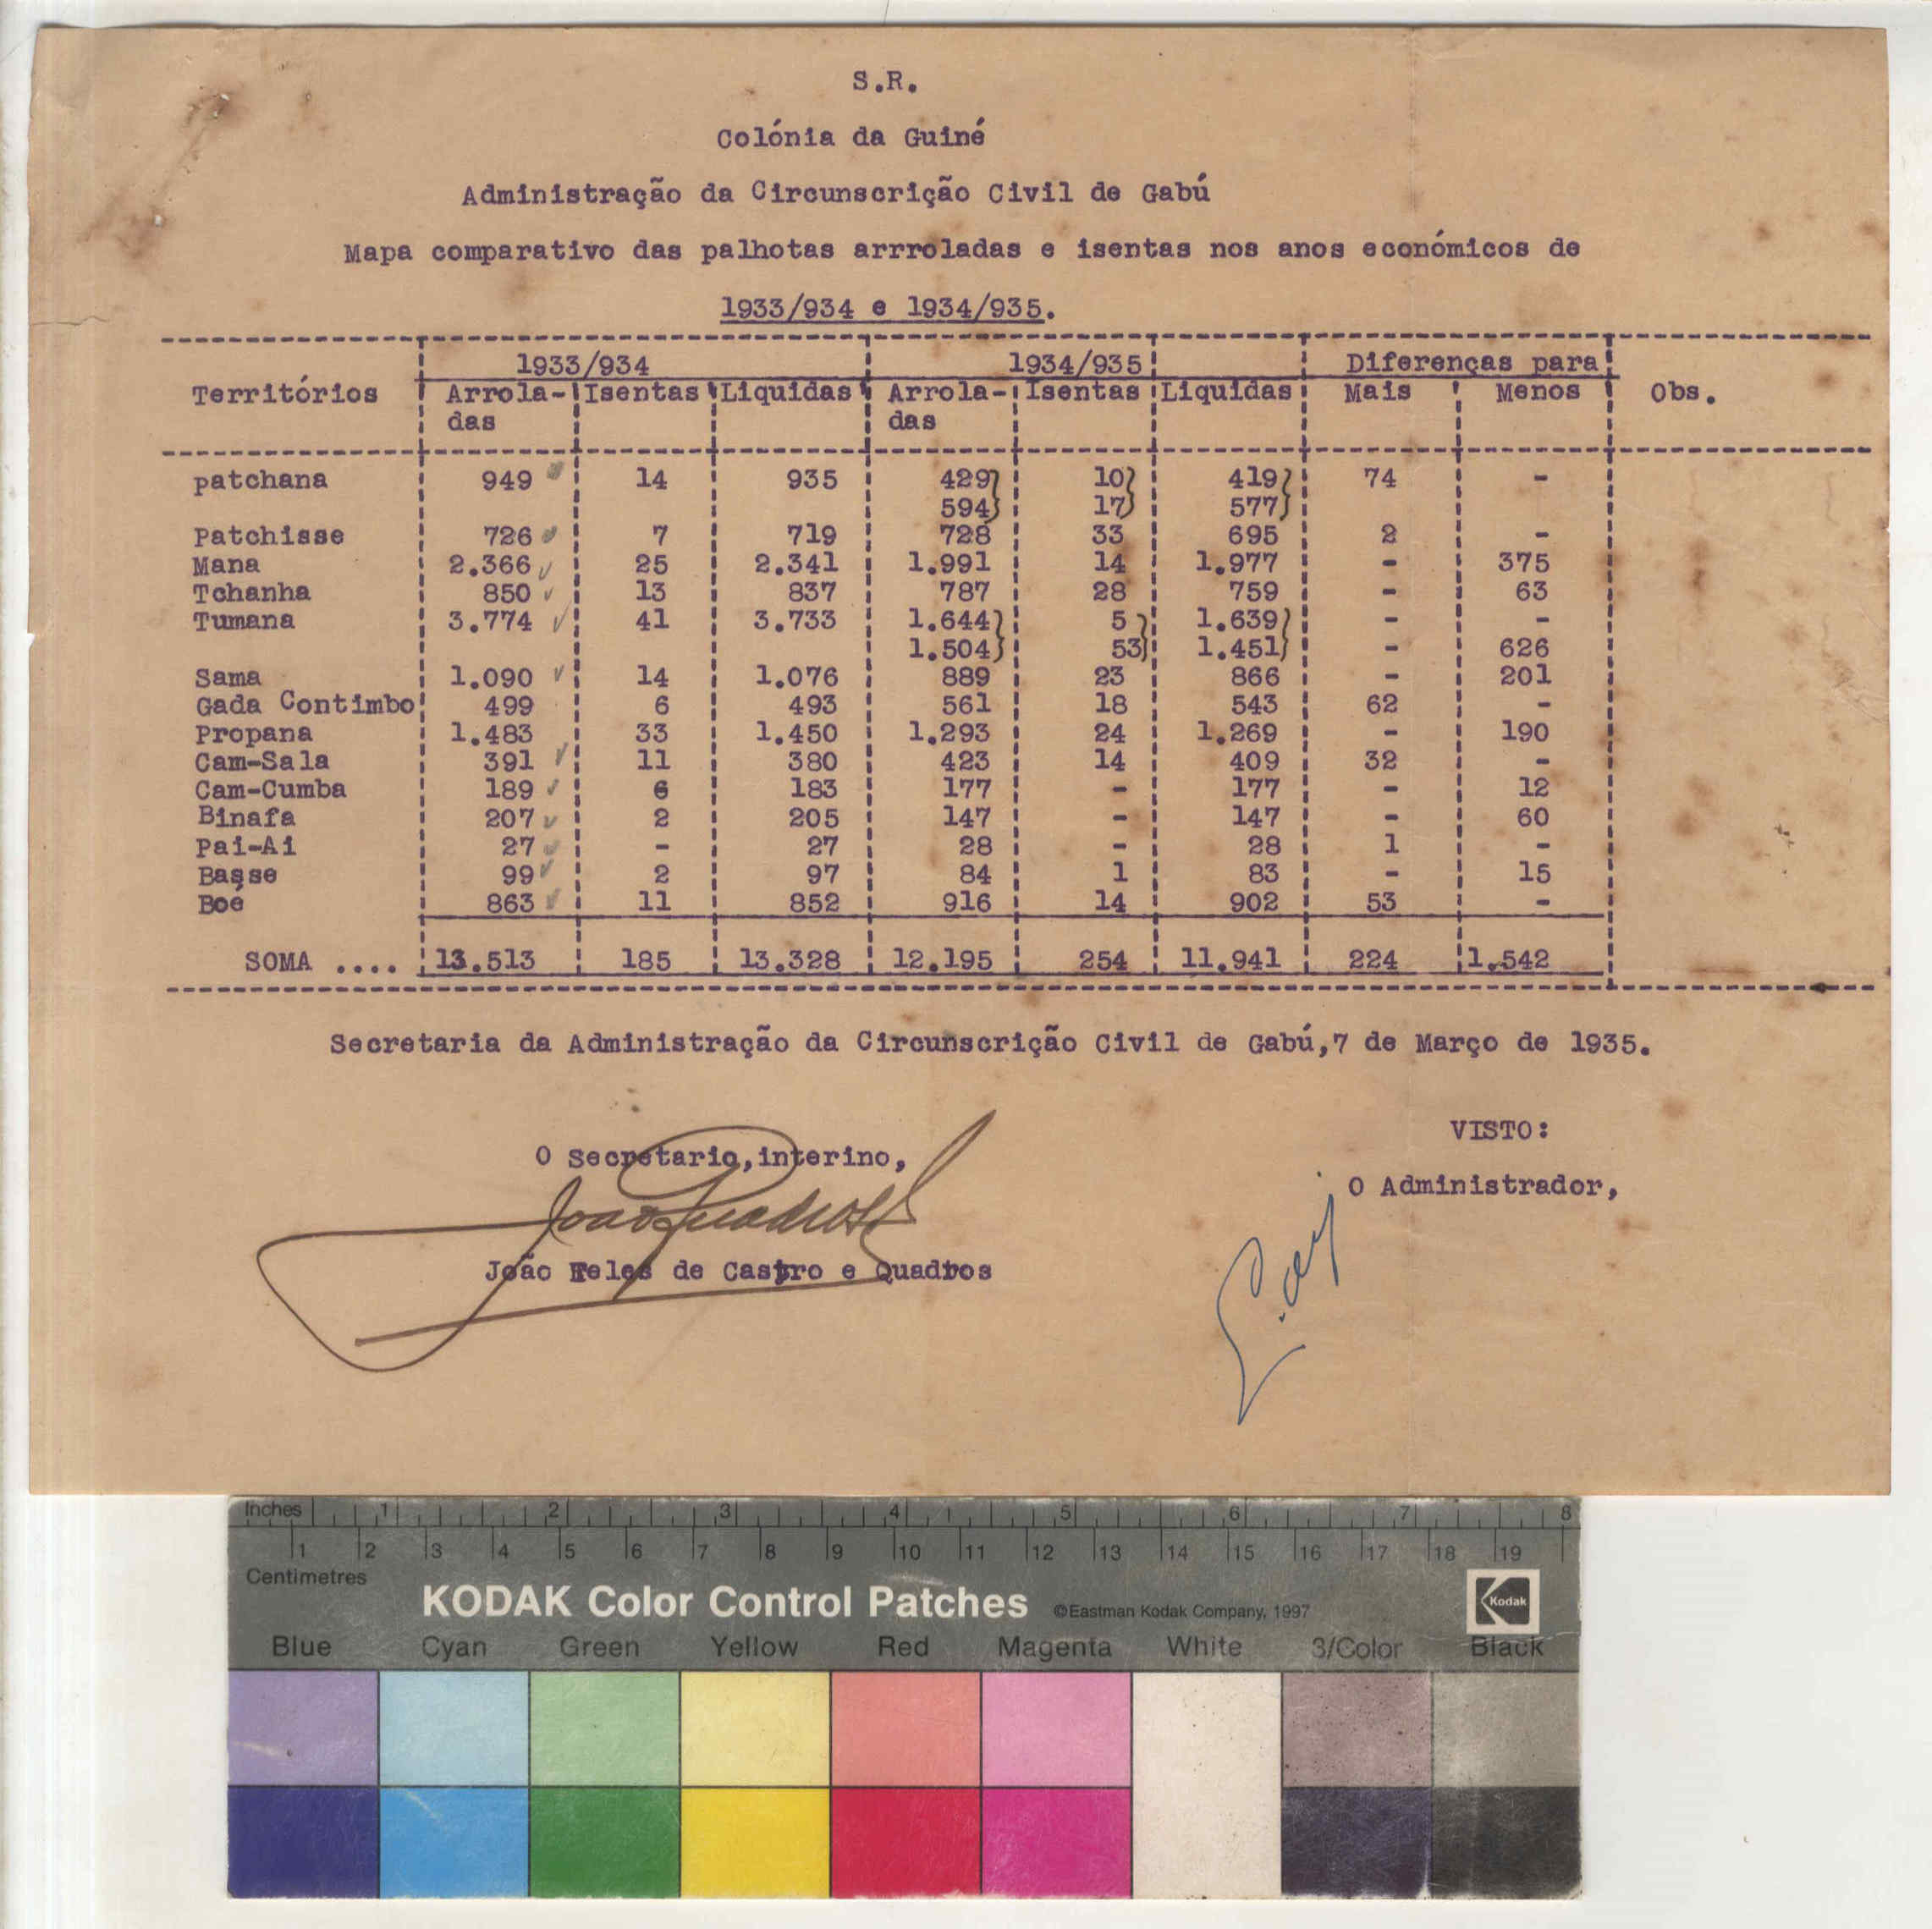 S.R.
Colónia da Guiné
Administração da Circunscrição Civil de Gabú
Mapa comparativo das palhotas arrroladas e isentas nos anos económicos de
1933/934 e 1934/935.
1933/934 1934/935 Diferenças para
Territórios Arrola- Isentas Liquidas Arrola- Isentas Liquidas Mais Menos Obs.
das das
patchana 949 14 935 429 10 419 74 -
594 17 577
Patchisse 726 7 719 728 33 695 2 -
Mana 2.366 25 2.341 1.991 14 1.977 - 375
Tchanha 850 13 837 787 28 759 - 63
Tumana 3.774 41 3.733 1.644 5 1.639 - -
1.504 53 1.451 - 626
Sama 1.090 14 1.076 889 23 866 - 201
Gada Contimbo 499 6 493 561 18 543 62 -
Propana 1.483 33 1.450 1.293 24 1.269 - 190
Cam-Sala 391 11 380 423 14 409 32 -
Cam-Cumba 189 6 183 177 - 177 - 12
Binafa 207 2 205 147 - 147 - 60
Pai-Ai 27 - 27 28 - 28 1 -
Basse 99 2 97 84 1 83 - 15
Boé 863 11 852 916 14 902 53 -
SOMA .... 13.513 185 13.328 12.195 254 11.941 224 1.542
Secretaria da Administração da Circunscrição Civil de Gabú,7 de Março de 1935.
VISTO:
O Secretario,interino,
O Administrador,
João Quadros
João Teles de Castro e Quadros
Inches 1 2 3 4 5 6 7 8
1 2 3 4 5 6 7 8 9 10 11 12 13 14 15 16 17 18 19
Centimetres
KODAK Color Control Patches ©Eastman Kodak Company, 1997 Kodak
Blue Cyan Green Yellow Red Magenta White 3/Color Black